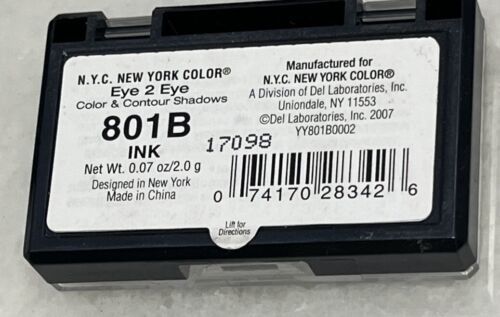 N.Y.C. NEW YORK COLOR®
Eye 2 Eye
Color & Contour Shadows
801B
INK
Net Wt. 0.07 oz/2.0 g
Designed in New York
Made in China
Manufactured for
N.Y.C. NEW YORK COLOR®
A Division of Del Laboratories, Inc.
Uniondale, NY 11553
©Del Laboratories, Inc. 2007
YY801B0002
17098
0 74170 28342 6
Lift for
Directions